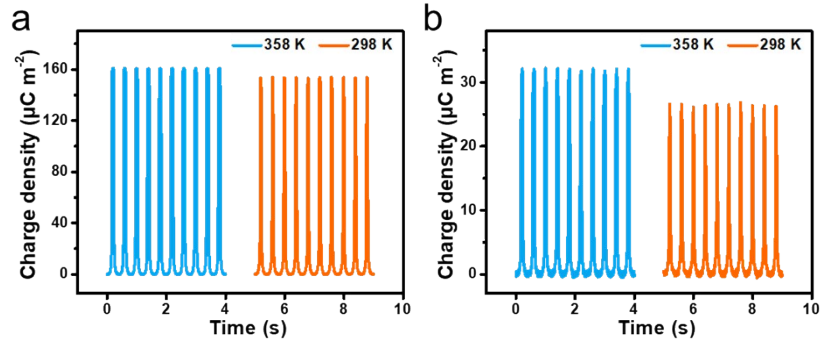 a
358 K 298 K
160
120
80
40
0
Charge density (μC m⁻²)
0 2 4 6 8 10
Time (s)
b
358 K 298 K
30
20
10
0
Charge density (μC m⁻²)
0 2 4 6 8 10
Time (s)